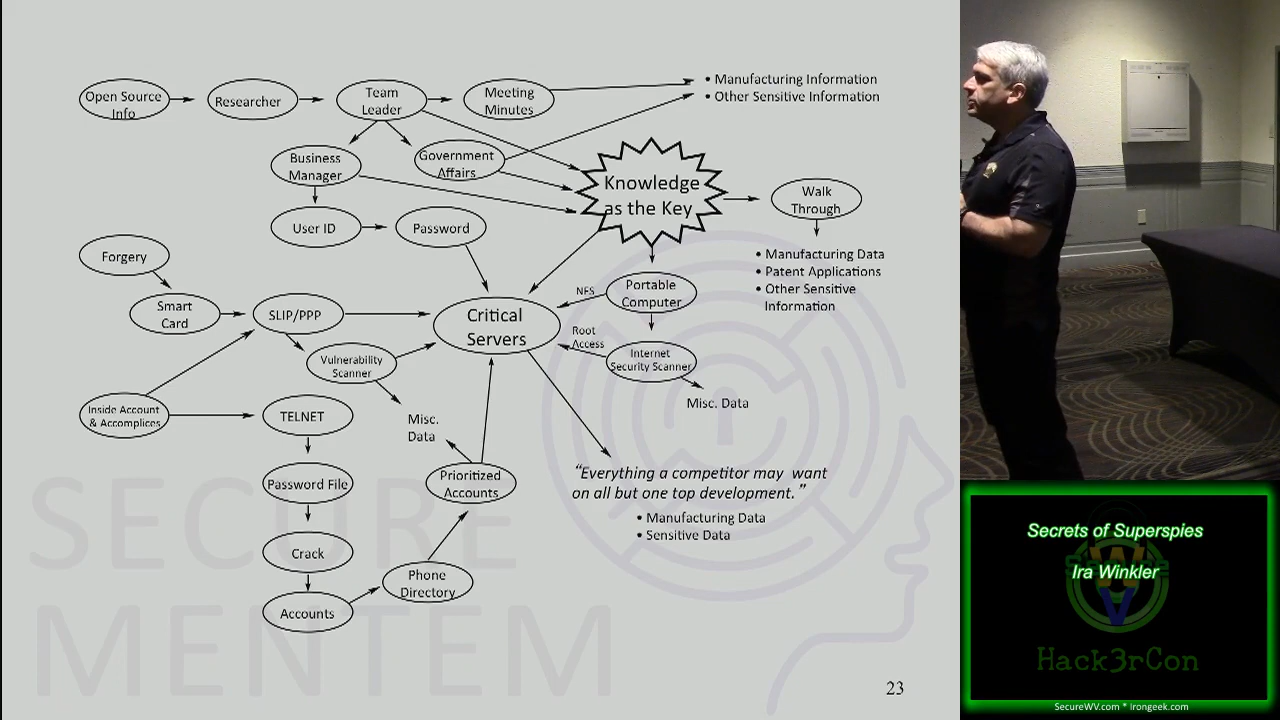 Open Source
Info
Researcher
Team
Leader
Meeting
Minutes
• Manufacturing Information
• Other Sensitive Information
Business
Manager
Government
Affairs
Knowledge
as the Key
Walk
Through
User ID
Password
• Manufacturing Data
• Patent Applications
• Other Sensitive
Information
Forgery
Smart
Card
SLIP/PPP
Critical
Servers
NFS
Portable
Computer
Root
Access
Internet
Security Scanner
Vulnerability
Scanner
Misc. Data
Inside Account
& Accomplices
TELNET
Misc.
Data
Password File
Prioritized
Accounts
"Everything a competitor may want
on all but one top development."
• Manufacturing Data
• Sensitive Data
Crack
Phone
Directory
Accounts
SECURE
MENTEM
23
Secrets of Superspies
Ira Winkler
Hack3rCon
SecureWV.com * Irongeek.com